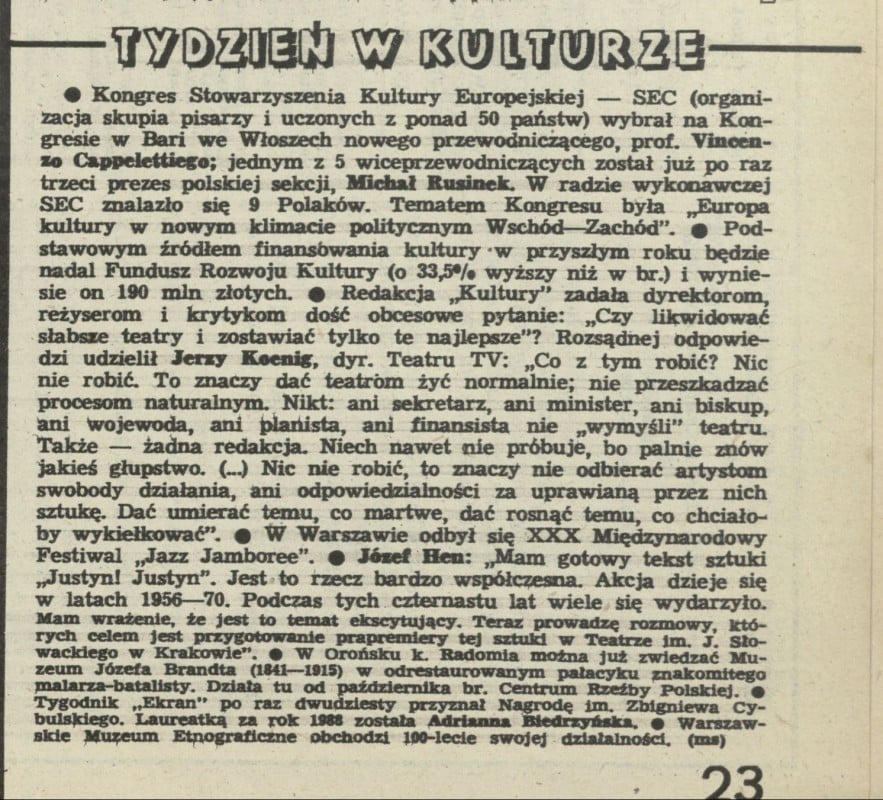 TYDZIEŃ W KULTURZE
● Kongres Stowarzyszenia Kultury Europejskiej — SEC (organi-
zacja skupia pisarzy i uczonych z ponad 50 państw) wybrał na Kon-
gresie w Bari we Włoszech nowego przewodniczącego, prof. Vincen-
zo Cappelettiego; jednym z 5 wiceprzewodniczących został już po raz
trzeci prezes polskiej sekcji, Michał Rusinek. W radzie wykonawczej
SEC znalazło się 9 Polaków. Tematem Kongresu była „Europa
kultury w nowym klimacie politycznym Wschód—Zachód". ● Pod-
stawowym źródłem finansowania kultury w przyszłym roku będzie
nadal Fundusz Rozwoju Kultury (o 33,5% wyższy niż w br.) i wynie-
sie on 190 mln złotych. ● Redakcja „Kultury" zadała dyrektorom,
reżyserom i krytykom dość obcesowe pytanie: „Czy likwidować
słabsze teatry i zostawiać tylko te najlepsze"? Rozsądnej odpowie-
dzi udzielił Jerzy Koenig, dyr. Teatru TV: „Co z tym robić? Nic
nie robić. To znaczy dać teatrom żyć normalnie; nie przeszkadzać
procesom naturalnym. Nikt: ani sekretarz, ani minister, ani biskup,
ani wojewoda, ani planista, ani finansista nie „wymyśli" teatru.
Także — żadna redakcja. Niech nawet nie próbuje, bo palnie znów
jakieś głupstwo. (...) Nic nie robić, to znaczy nie odbierać artystom
swobody działania, ani odpowiedzialności za uprawianą przez nich
sztukę. Dać umierać temu, co martwe, dać rosnąć temu, co chciało-
by wykiełkować". ● W Warszawie odbył się XXX Międzynarodowy
Festiwal „Jazz Jamboree". ● Józef Hen: „Mam gotowy tekst sztuki
„Justyn! Justyn". Jest to rzecz bardzo współczesna. Akcja dzieje się
w latach 1956—70. Podczas tych czternastu lat wiele się wydarzyło.
Mam wrażenie, że jest to temat ekscytujący. Teraz prowadzę rozmowy, któ-
rych celem jest przygotowanie prapremiery tej sztuki w Teatrze im. J. Sło-
wackiego w Krakowie". ● W Orońsku k. Radomia można już zwiedzać Mu-
zeum Józefa Brandta (1841—1915) w odrestaurowanym pałacyku znakomitego
malarza-batalisty. Działa tu od października br. Centrum Rzeźby Polskiej. ●
Tygodnik „Ekran" po raz dwudziesty przyznał Nagrodę im. Zbigniewa Cy-
bulskiego. Laureatką za rok 1988 została Adrianna Biedrzyńska. ● Warszaw-
skie Muzeum Etnograficzne obchodzi 100-lecie swojej działalności. (ms)
23